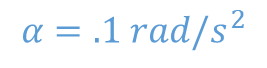 α = .1 rad/s²